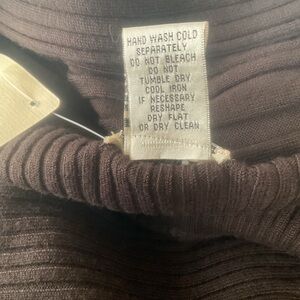 HAND WASH COLD
SEPARATELY
DO NOT BLEACH
DO NOT
TUMBLE DRY
COOL IRON
IF NECESSARY
RESHAPE
DRY FLAT
OR DRY CLEAN